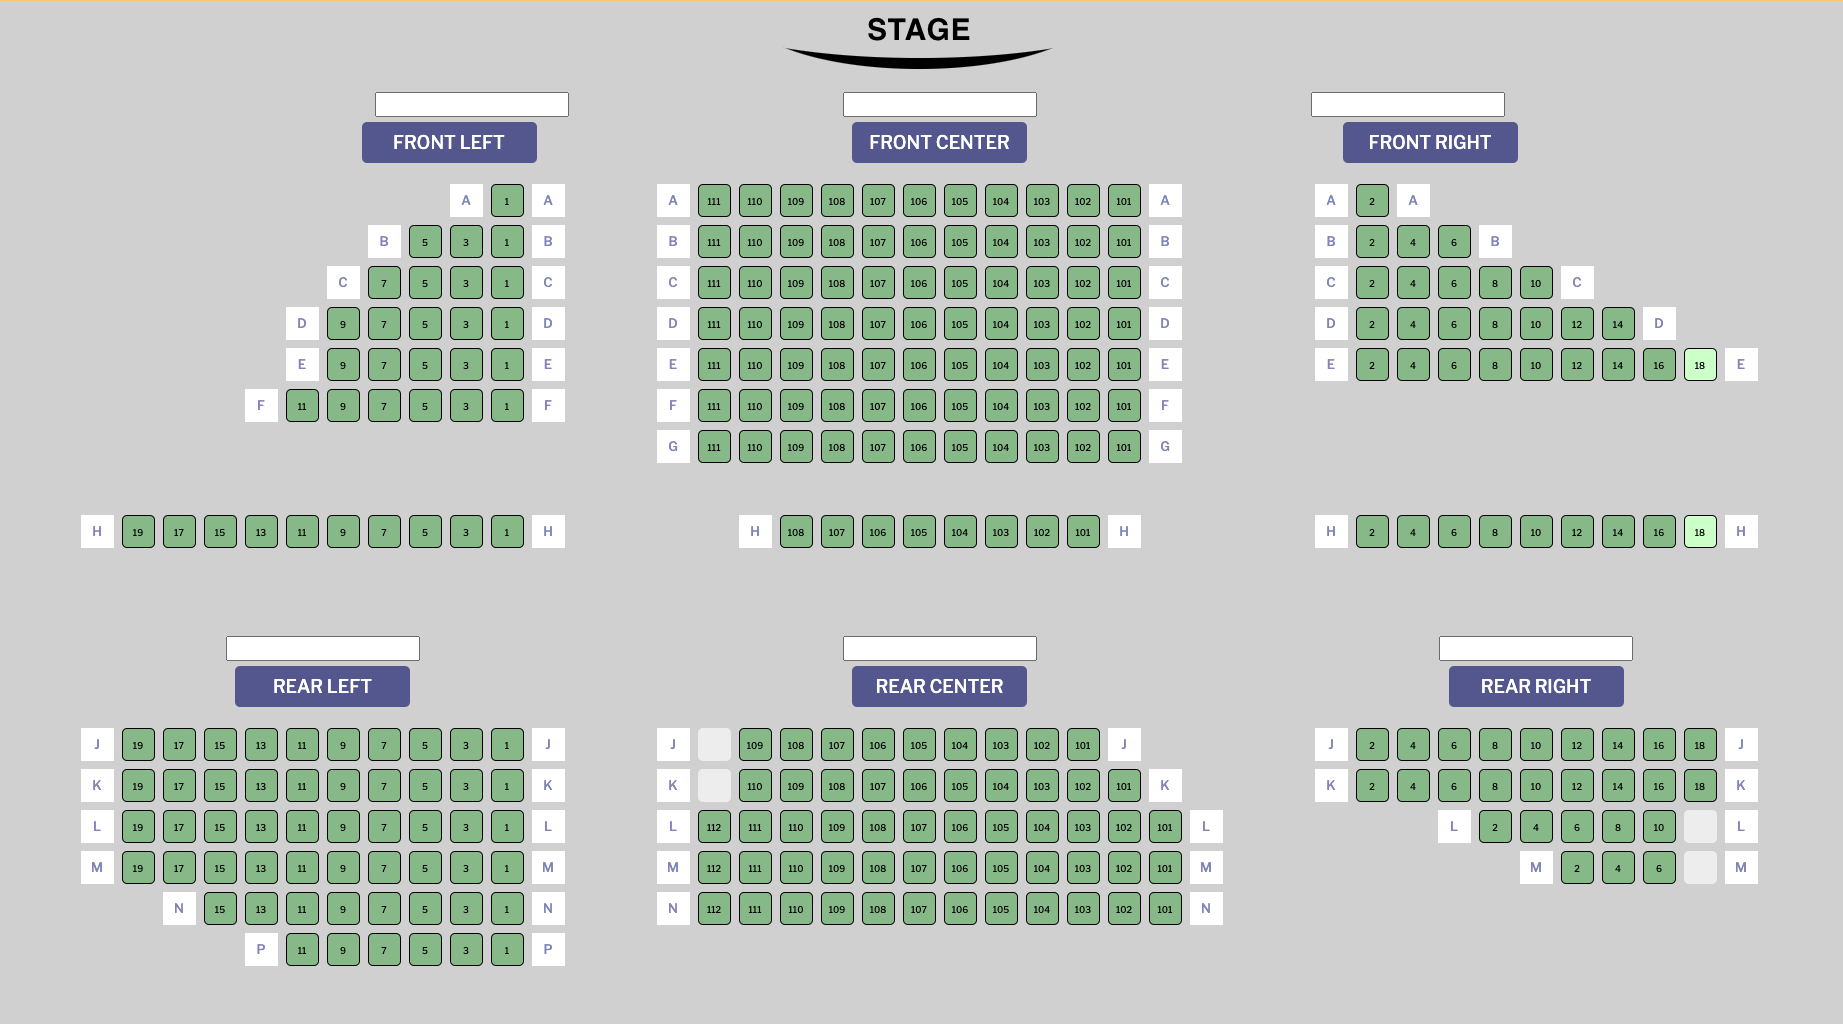 STAGE
FRONT LEFT FRONT CENTER FRONT RIGHT
A 1 A A 111 110 109 108 107 106 105 104 103 102 101 A A 2 A
B 5 3 1 B B 111 110 109 108 107 106 105 104 103 102 101 B B 2 4 6 B
C 7 5 3 1 C C 111 110 109 108 107 106 105 104 103 102 101 C C 2 4 6 8 10 C
D 9 7 5 3 1 D D 111 110 109 108 107 106 105 104 103 102 101 D D 2 4 6 8 10 12 14 D
E 9 7 5 3 1 E E 111 110 109 108 107 106 105 104 103 102 101 E E 2 4 6 8 10 12 14 16 18 E
F 11 9 7 5 3 1 F F 111 110 109 108 107 106 105 104 103 102 101 F
G 111 110 109 108 107 106 105 104 103 102 101 G
H 19 17 15 13 11 9 7 5 3 1 H H 108 107 106 105 104 103 102 101 H H 2 4 6 8 10 12 14 16 18 H
REAR LEFT REAR CENTER REAR RIGHT
J 19 17 15 13 11 9 7 5 3 1 J J 109 108 107 106 105 104 103 102 101 J J 2 4 6 8 10 12 14 16 18 J
K 19 17 15 13 11 9 7 5 3 1 K K 110 109 108 107 106 105 104 103 102 101 K K 2 4 6 8 10 12 14 16 18 K
L 19 17 15 13 11 9 7 5 3 1 L L 112 111 110 109 108 107 106 105 104 103 102 101 L L 2 4 6 8 10 L
M 19 17 15 13 11 9 7 5 3 1 M M 112 111 110 109 108 107 106 105 104 103 102 101 M M 2 4 6 M
N 15 13 11 9 7 5 3 1 N N 112 111 110 109 108 107 106 105 104 103 102 101 N
P 11 9 7 5 3 1 P